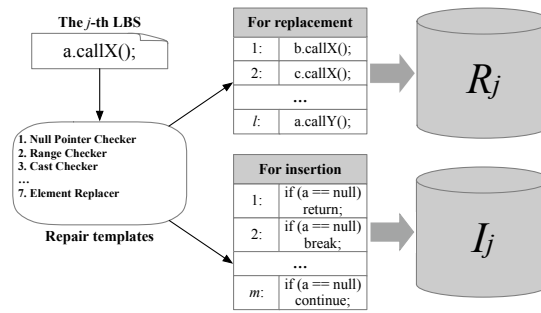 The j-th LBS
a.callX();
1. Null Pointer Checker
2. Range Checker
3. Cast Checker
...
7. Element Replacer
Repair templates
For replacement
1: b.callX();
2: c.callX();
...
l: a.callY();
Rj
For insertion
1: if (a == null)
return;
2: if (a == null)
break;
...
m: if (a == null)
continue;
Ij